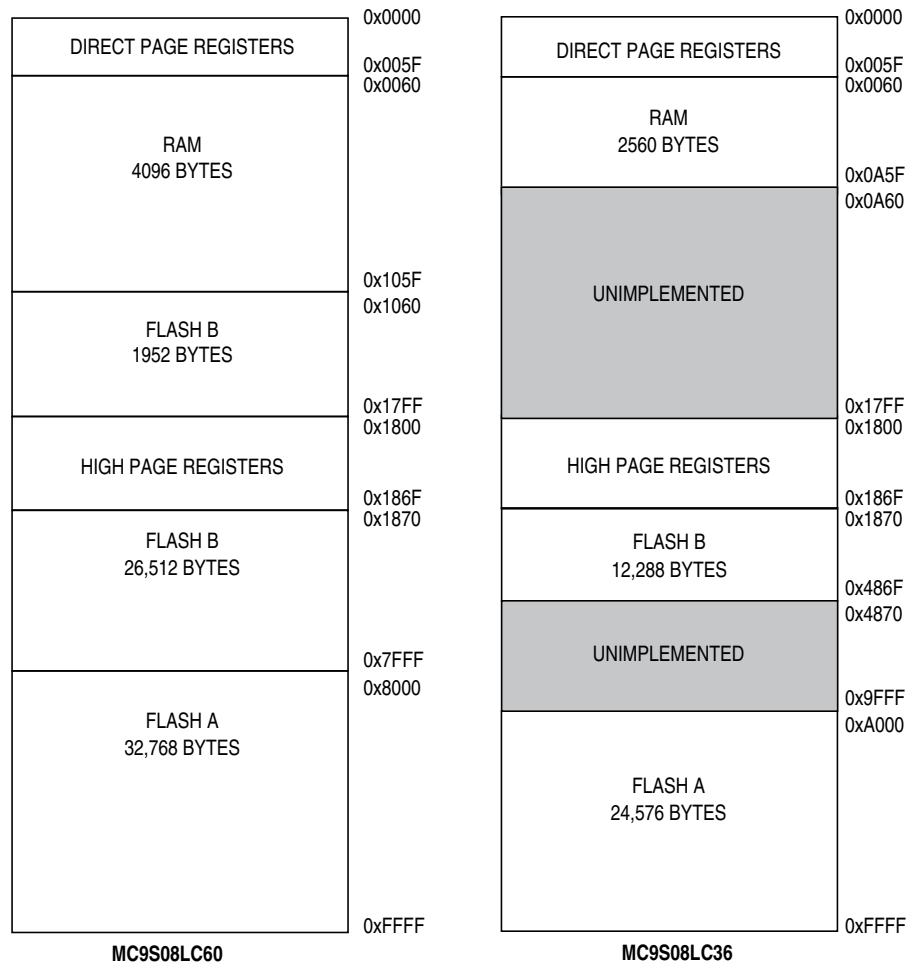 0x0000
DIRECT PAGE REGISTERS
0x005F
0x0060
RAM
4096 BYTES
0x105F
0x1060
FLASH B
1952 BYTES
0x17FF
0x1800
HIGH PAGE REGISTERS
0x186F
0x1870
FLASH B
26,512 BYTES
0x7FFF
0x8000
FLASH A
32,768 BYTES
0xFFFF
MC9S08LC60
0x0000
DIRECT PAGE REGISTERS
0x005F
0x0060
RAM
2560 BYTES
0x0A5F
0x0A60
UNIMPLEMENTED
0x17FF
0x1800
HIGH PAGE REGISTERS
0x186F
0x1870
FLASH B
12,288 BYTES
0x486F
0x4870
UNIMPLEMENTED
0x9FFF
0xA000
FLASH A
24,576 BYTES
0xFFFF
MC9S08LC36